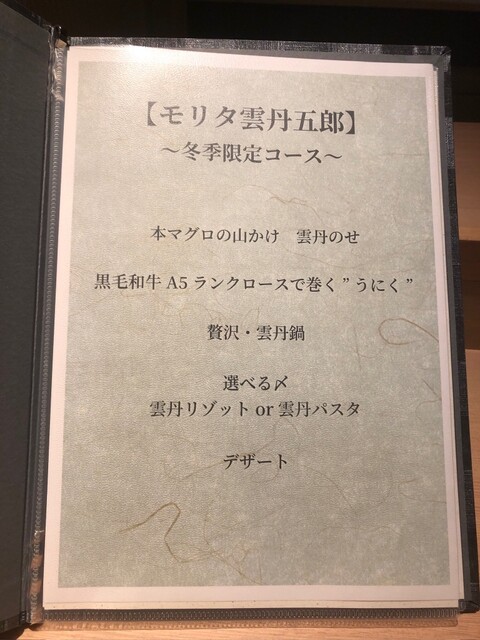 【モリタ雲丹五郎】
～冬季限定コース～
本マグロの山かけ　雲丹のせ
黒毛和牛 A5 ランクロースで巻く ” うにく ”
贅沢・雲丹鍋
選べる〆
雲丹リゾット or 雲丹パスタ
デザート